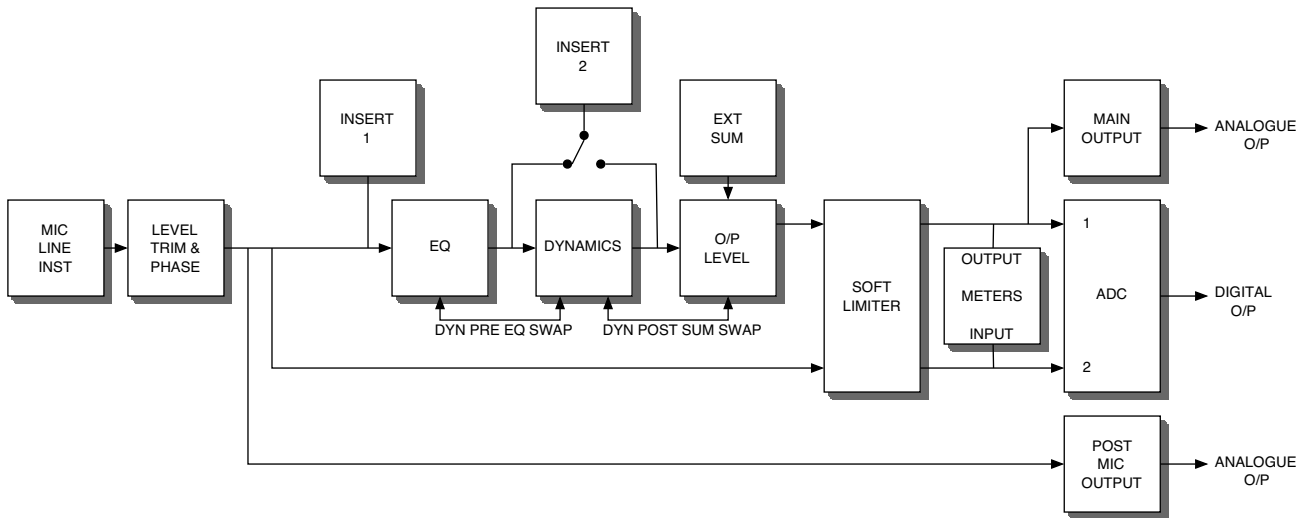 INSERT
2
INSERT
1
EXT
SUM
MAIN
OUTPUT
ANALOGUE
O/P
MIC
LINE
INST
LEVEL
TRIM &
PHASE
EQ
DYNAMICS
O/P
LEVEL
SOFT
LIMITER
OUTPUT
METERS
INPUT
1
ADC
2
DIGITAL
O/P
DYN PRE EQ SWAP
DYN POST SUM SWAP
POST
MIC
OUTPUT
ANALOGUE
O/P